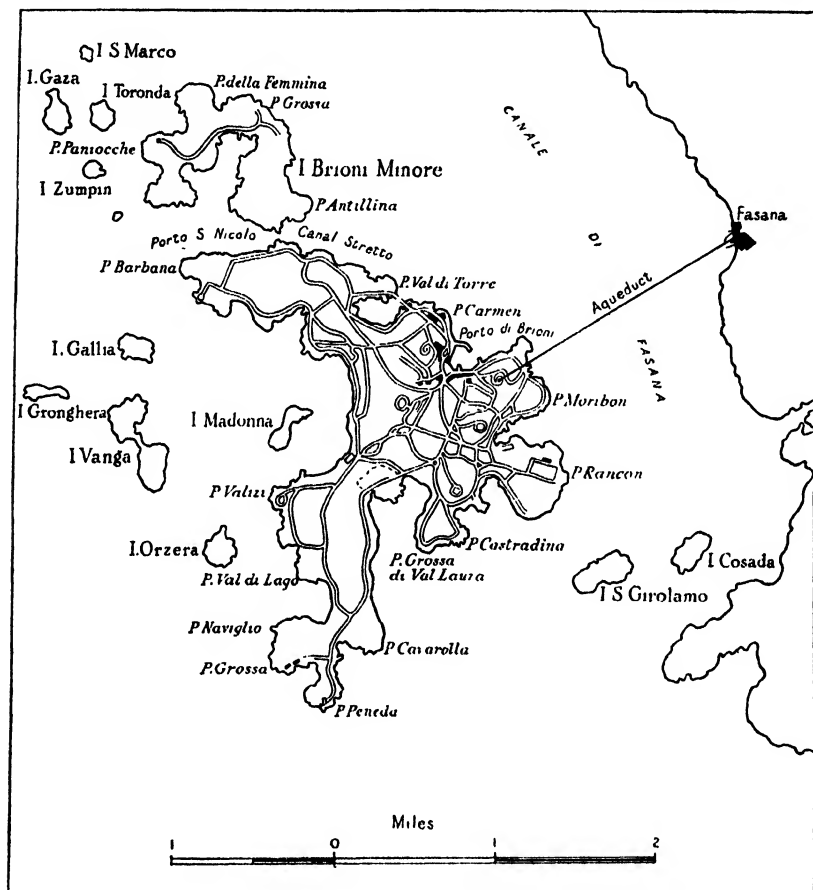 I S Marco
I. Gaza
I Toronda
P. della Femmina
P Grossa
P. Paniocche
I Zumpin
I Brioni Minore
P Antillina
CANALE
DI
FASANA
Fasana
Aqueduct
Porto S Nicolo
Canal Stretto
P Barbana
P. Val di Torre
P Carmen
Porto di Brioni
I. Gallia
I Gronghera
I Vanga
I Madonna
P Moribon
P Rancon
I. Orzera
P. Val di Lago
P. Grossa
di Val Laura
P Castradina
I Cosada
I S Girolamo
P Naviglio
P. Grossa
P Cavarolla
P Peneda
Miles
1 0 1 2